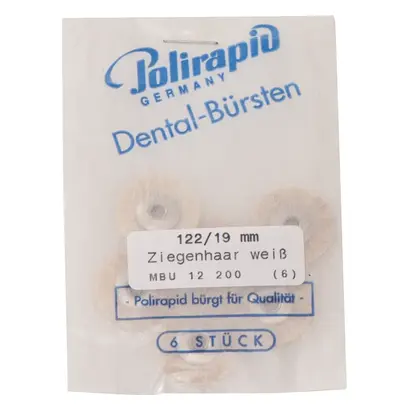 Polirapid
GERMANY
Dental-Bürsten
122/19 mm
Ziegenhaar weiß
MBU 12 200 (6)
- Polirapid bürgt für Qualität -
6 STÜCK